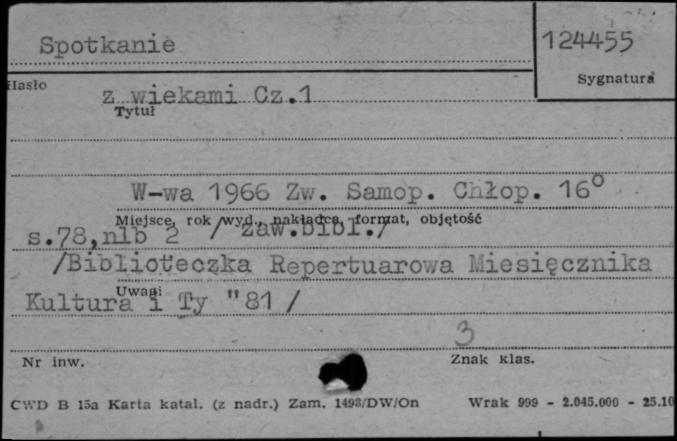 Spotkanie
124455
Sygnatura
Hasło
z wiekami Cz.1
Tytuł
W-wa 1966 Zw. Samop. Chłop. 16°
Miejsce, rok wyd., nakładca, format, objętość
s.78,nlb 2 / zaw.bibl./
/Biblioteczka Repertuarowa Miesięcznika
Uwagi
Kultura i Ty "81 /
3
Nr inw.
Znak klas.
CWD B 15a Karta katal. (z nadr.) Zam. 1498/DW/On Wrak 999 - 2.045.000 - 25.10